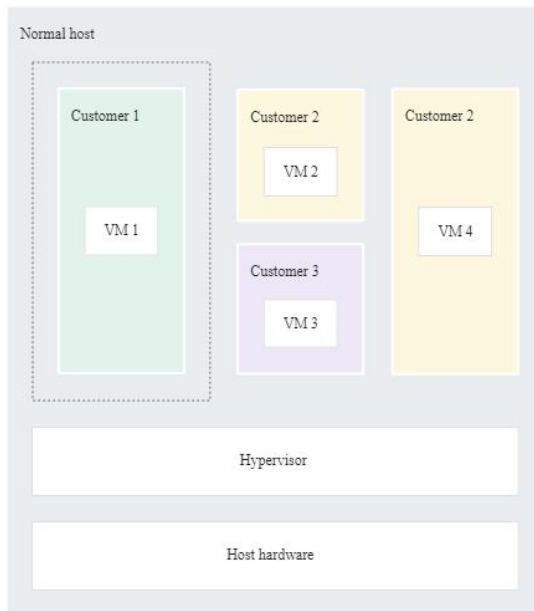 Normal host
Customer 1
VM 1
Customer 2
VM 2
Customer 3
VM 3
Customer 2
VM 4
Hypervisor
Host hardware